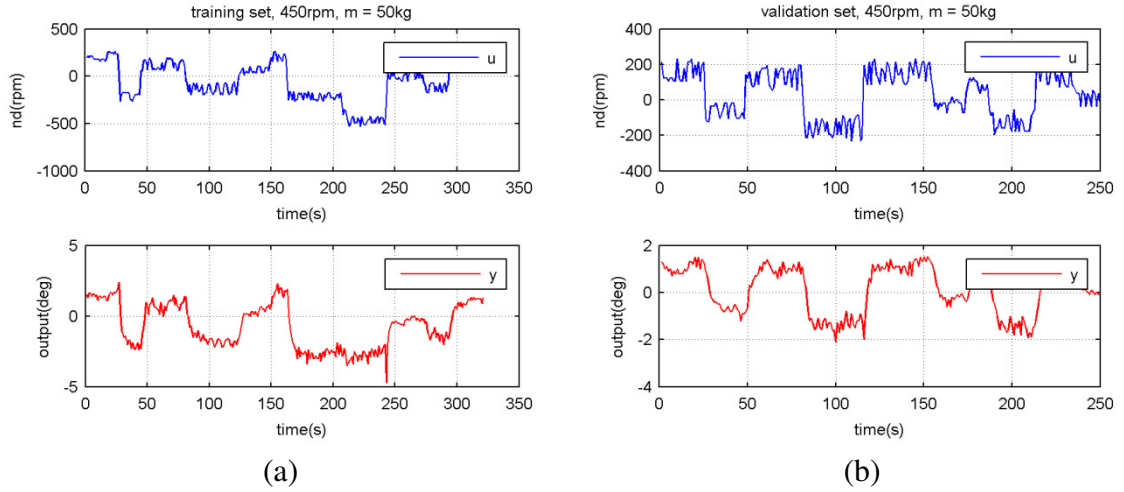 training set, 450rpm, m = 50kg
500
0
-500
-1000
nd(rpm)
u
0 50 100 150 200 250 300 350
time(s)
5
0
-5
output(deg)
y
0 50 100 150 200 250 300 350
time(s)
(a)
validation set, 450rpm, m = 50kg
400
200
0
-200
-400
nd(rpm)
u
0 50 100 150 200 250
time(s)
2
0
-2
-4
output(deg)
y
0 50 100 150 200 250
time(s)
(b)